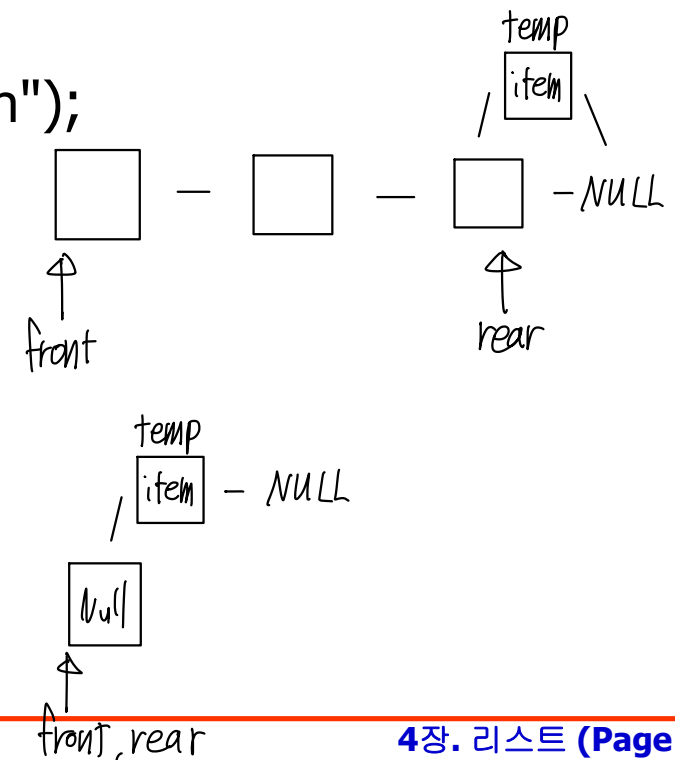 temp
item
n");
- NULL
front
rear
temp
item - NULL
Null
front, rear
4장. 리스트 (Page